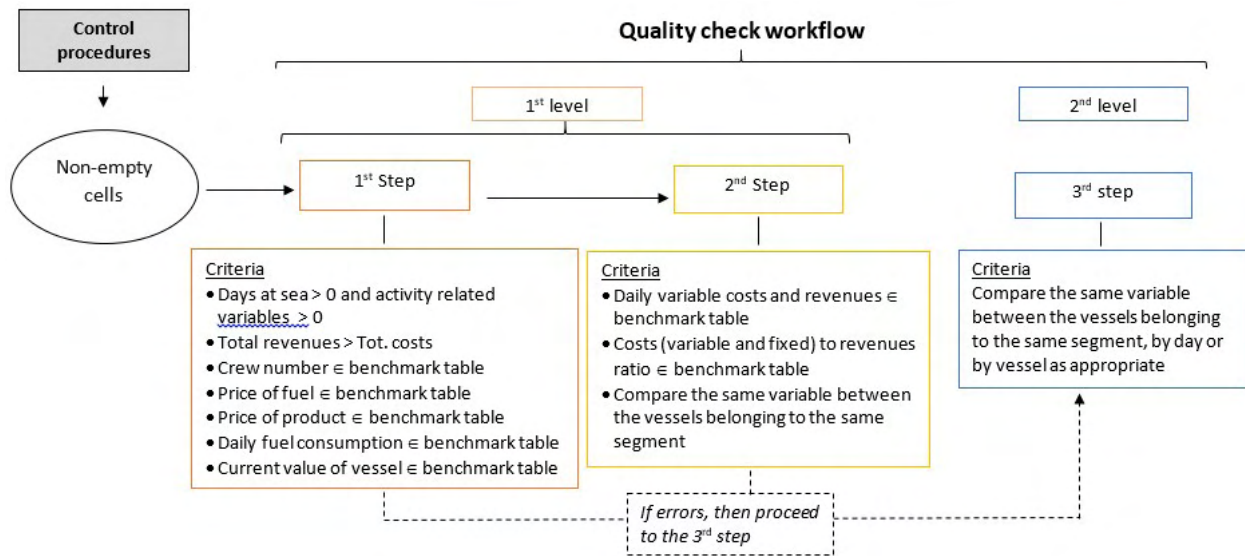 Control
procedures
Quality check workflow
1st level
2nd level
Non-empty
cells
1st Step
2nd Step
3rd step
Criteria
• Days at sea > 0 and activity related
variables > 0
• Total revenues > Tot. costs
• Crew number ∈ benchmark table
• Price of fuel ∈ benchmark table
• Price of product ∈ benchmark table
• Daily fuel consumption ∈ benchmark table
• Current value of vessel ∈ benchmark table
Criteria
• Daily variable costs and revenues ∈
benchmark table
• Costs (variable and fixed) to revenues
ratio ∈ benchmark table
• Compare the same variable between
the vessels belonging to the same
segment
Criteria
Compare the same variable
between the vessels belonging
to the same segment, by day or
by vessel as appropriate
If errors, then proceed
to the 3rd step